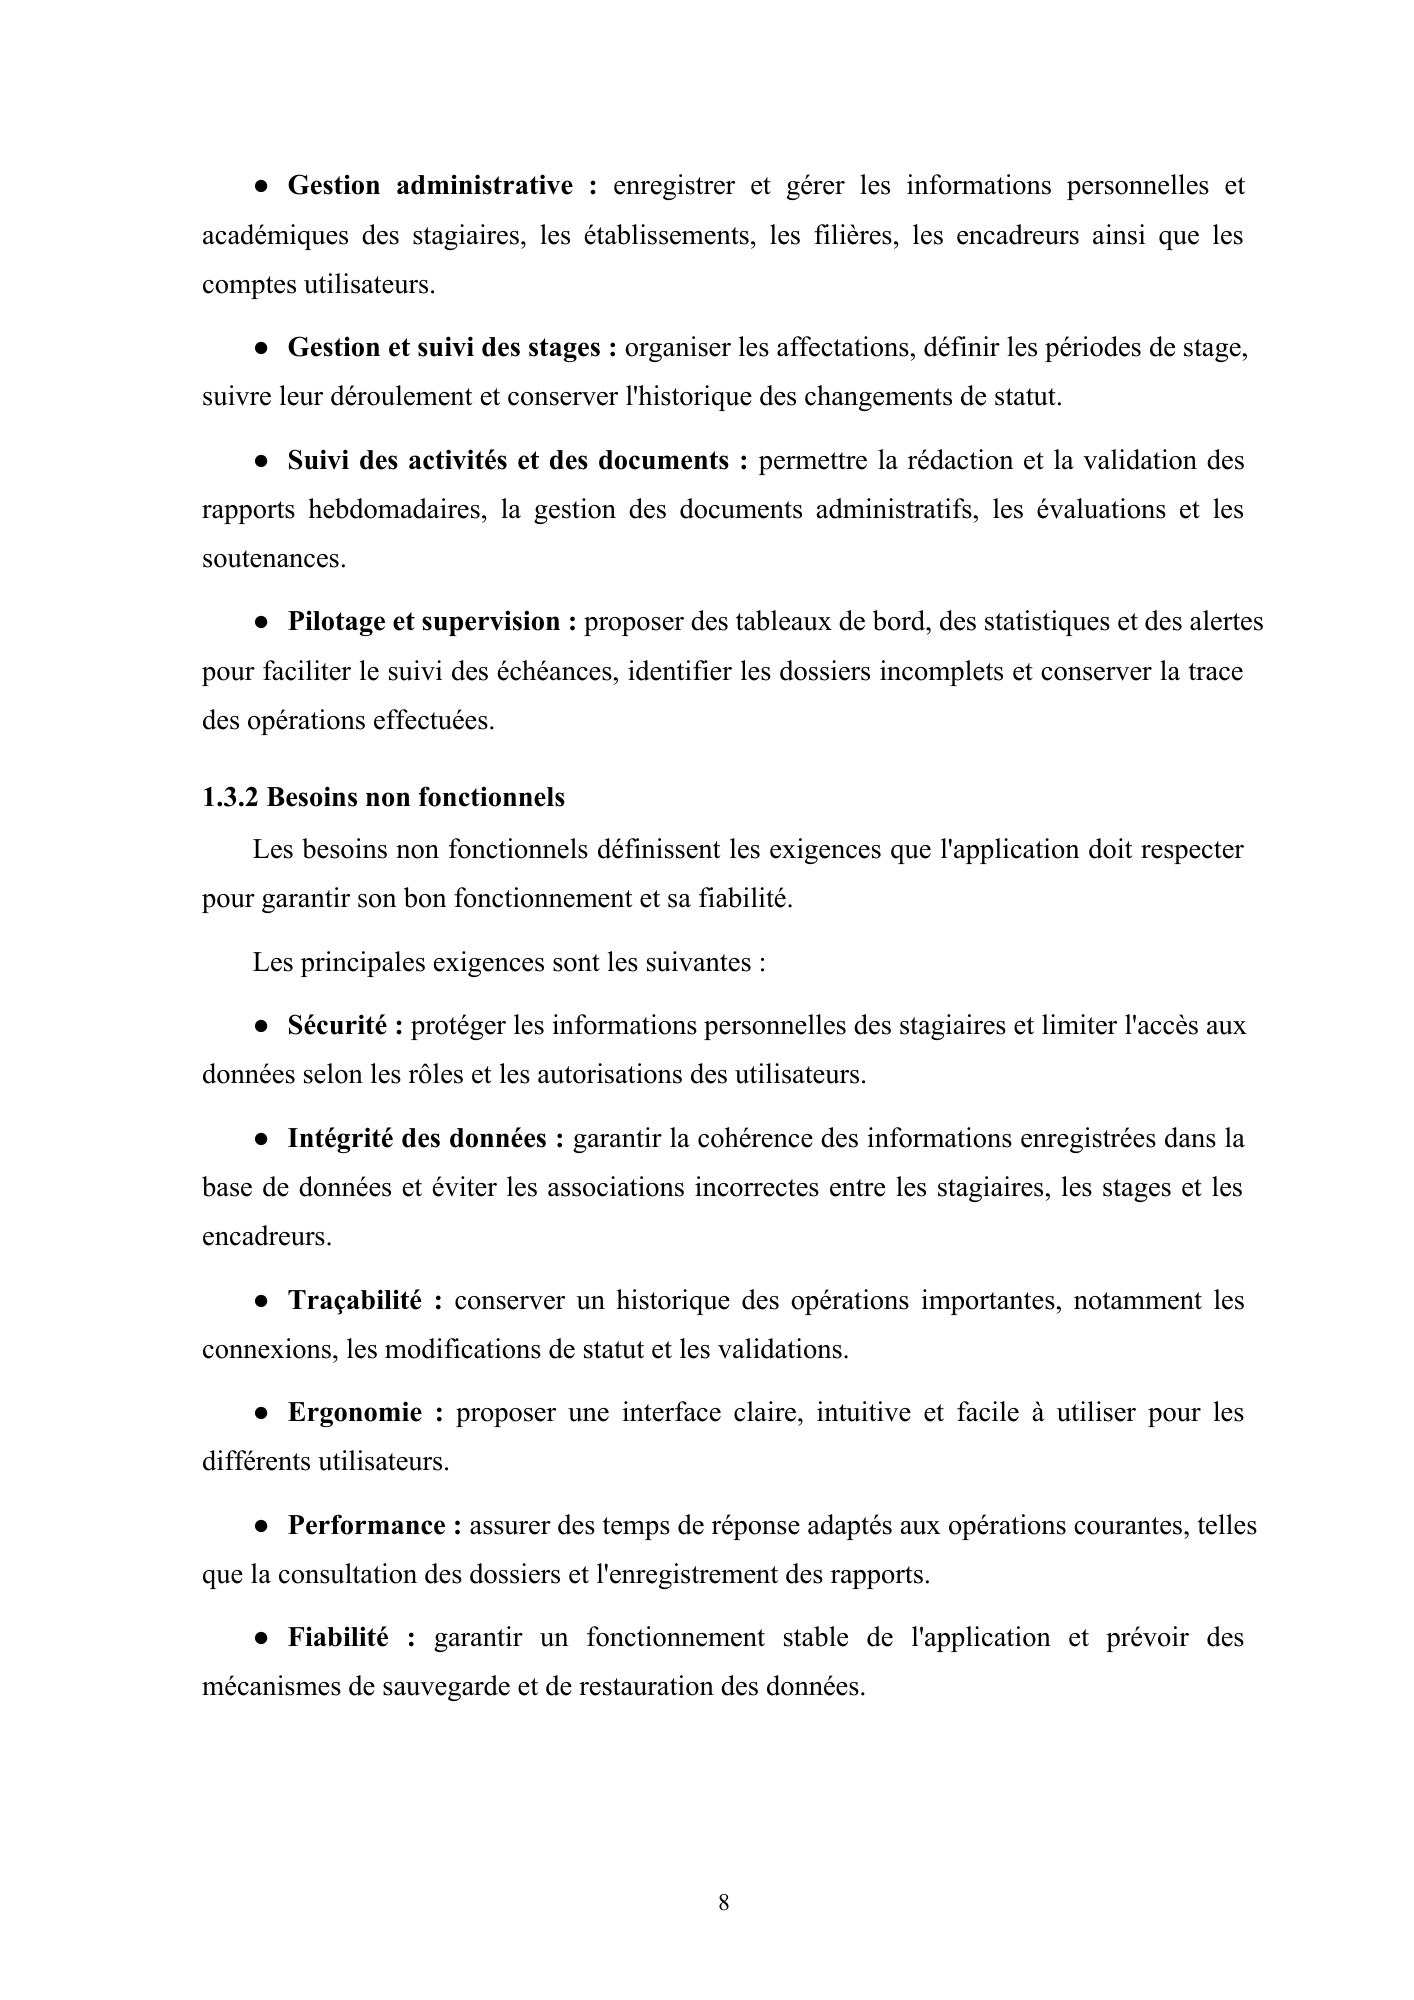 ● Gestion administrative : enregistrer et gérer les informations personnelles et
académiques des stagiaires, les établissements, les filières, les encadreurs ainsi que les
comptes utilisateurs.
● Gestion et suivi des stages : organiser les affectations, définir les périodes de stage,
suivre leur déroulement et conserver l'historique des changements de statut.
● Suivi des activités et des documents : permettre la rédaction et la validation des
rapports hebdomadaires, la gestion des documents administratifs, les évaluations et les
soutenances.
● Pilotage et supervision : proposer des tableaux de bord, des statistiques et des alertes
pour faciliter le suivi des échéances, identifier les dossiers incomplets et conserver la trace
des opérations effectuées.
1.3.2 Besoins non fonctionnels
Les besoins non fonctionnels définissent les exigences que l'application doit respecter
pour garantir son bon fonctionnement et sa fiabilité.
Les principales exigences sont les suivantes :
● Sécurité : protéger les informations personnelles des stagiaires et limiter l'accès aux
données selon les rôles et les autorisations des utilisateurs.
● Intégrité des données : garantir la cohérence des informations enregistrées dans la
base de données et éviter les associations incorrectes entre les stagiaires, les stages et les
encadreurs.
● Traçabilité : conserver un historique des opérations importantes, notamment les
connexions, les modifications de statut et les validations.
● Ergonomie : proposer une interface claire, intuitive et facile à utiliser pour les
différents utilisateurs.
● Performance : assurer des temps de réponse adaptés aux opérations courantes, telles
que la consultation des dossiers et l'enregistrement des rapports.
● Fiabilité : garantir un fonctionnement stable de l'application et prévoir des
mécanismes de sauvegarde et de restauration des données.
8